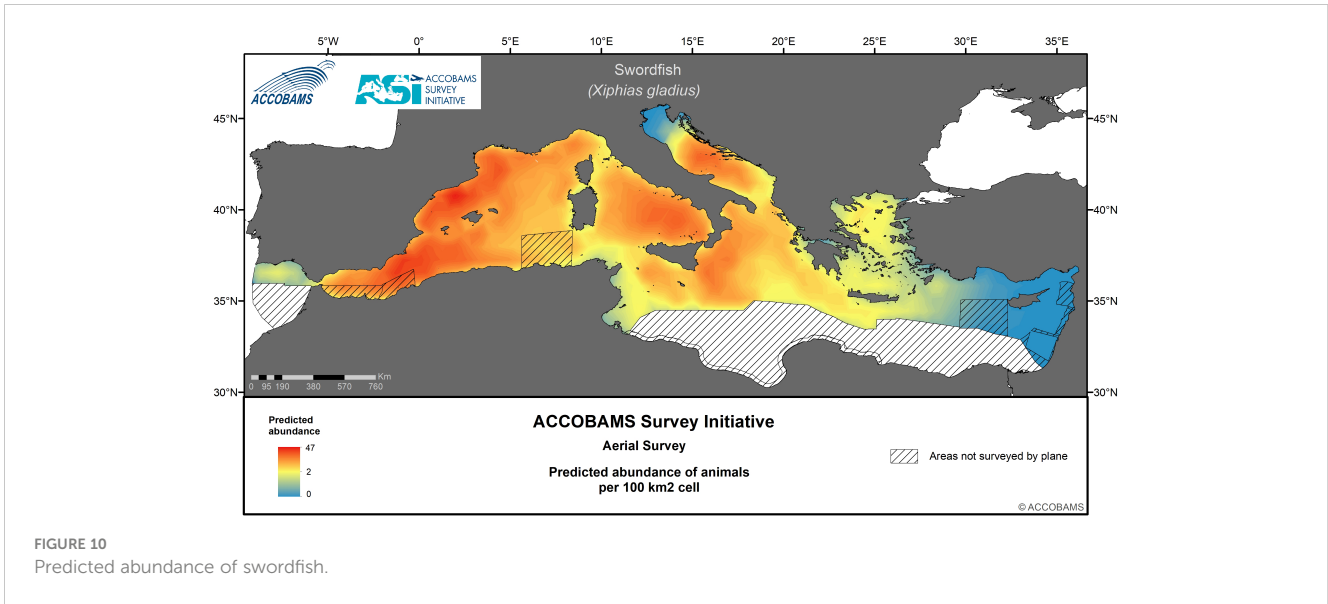 5°W 0° 5°E 10°E 15°E 20°E 25°E 30°E 35°E
ACCOBAMS
ASI
ACCOBAMS
SURVEY
INITIATIVE
Swordfish
(Xiphias gladius)
45°N 45°N
40°N 40°N
35°N 35°N
30°N 30°N
Km
0 95 190 380 570 760
Predicted
abundance
47
2
0
ACCOBAMS Survey Initiative
Aerial Survey
Predicted abundance of animals
per 100 km2 cell
Areas not surveyed by plane
© ACCOBAMS
FIGURE 10
Predicted abundance of swordfish.